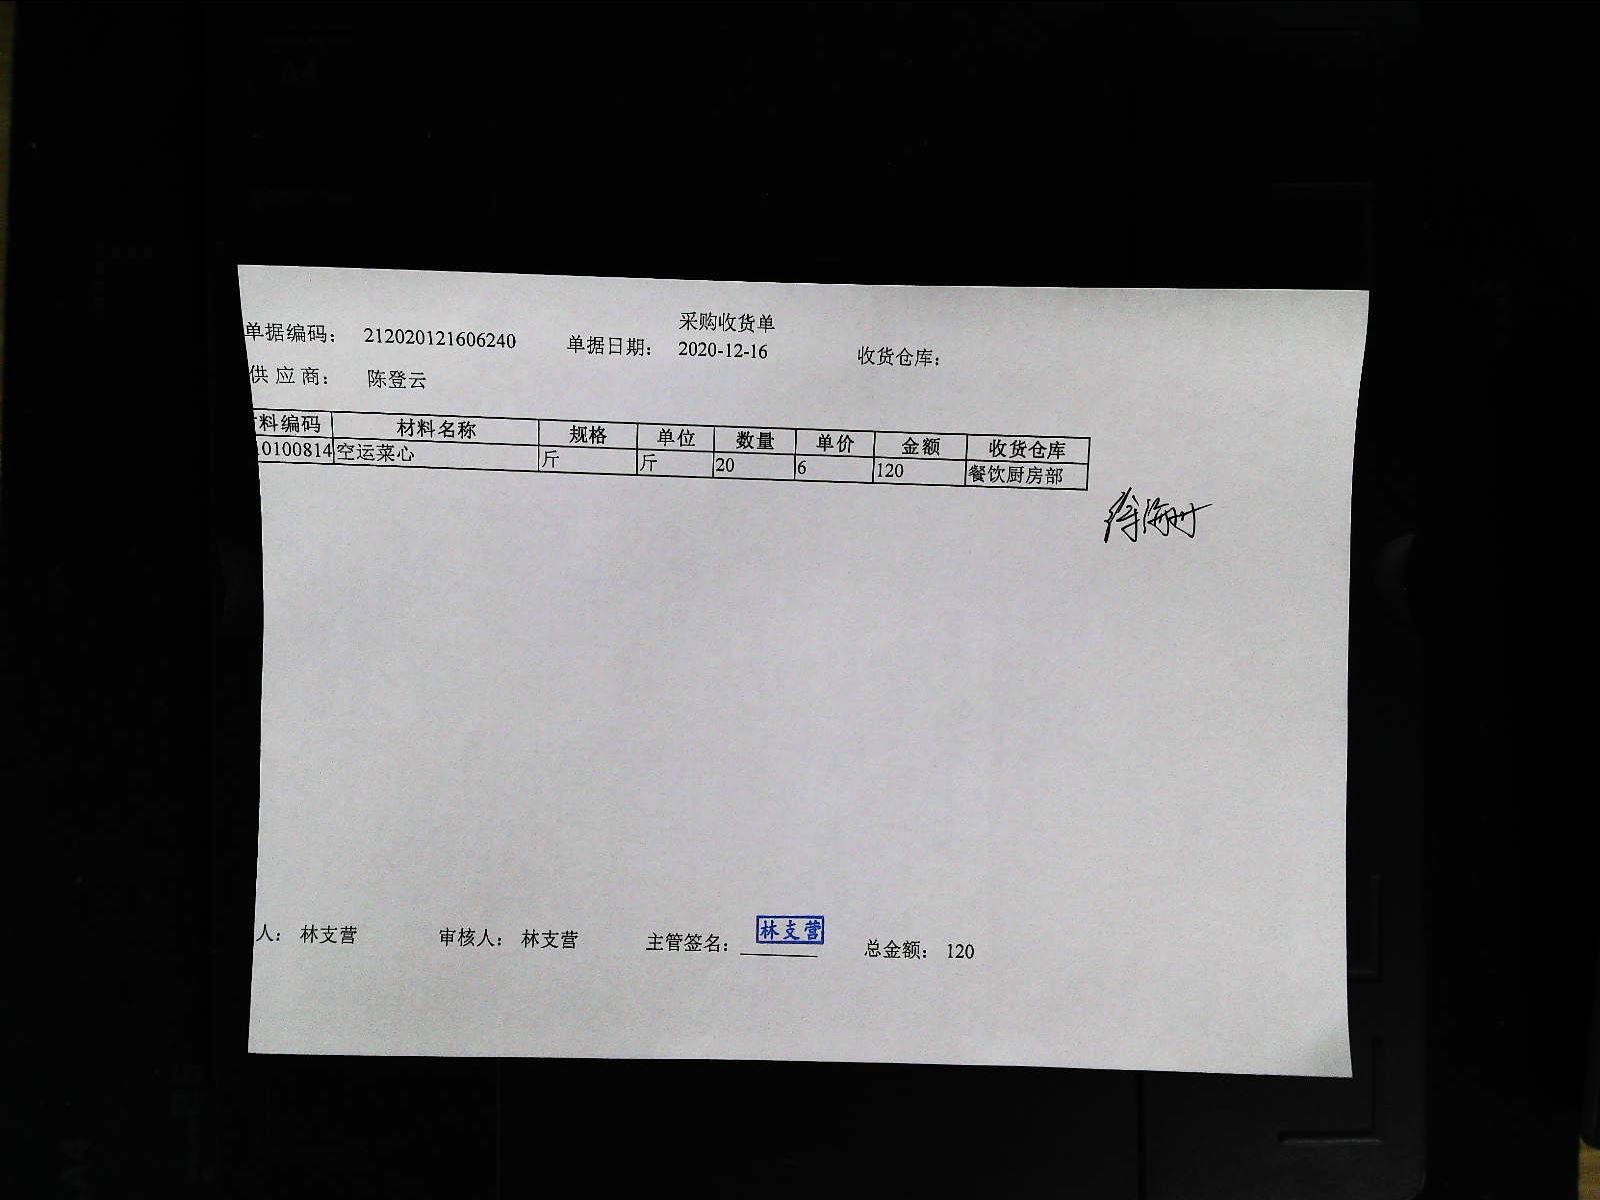 采购收货单
单据编码： 212020121606240 单据日期： 2020-12-16 收货仓库：
供 应 商： 陈登云
料编码 材料名称 规格 单位 数量 单价 金额 收货仓库
10100814 空运菜心 斤 斤 20 6 120 餐饮厨房部
人： 林支营 审核人： 林支营 主管签名： 林支营 总金额： 120